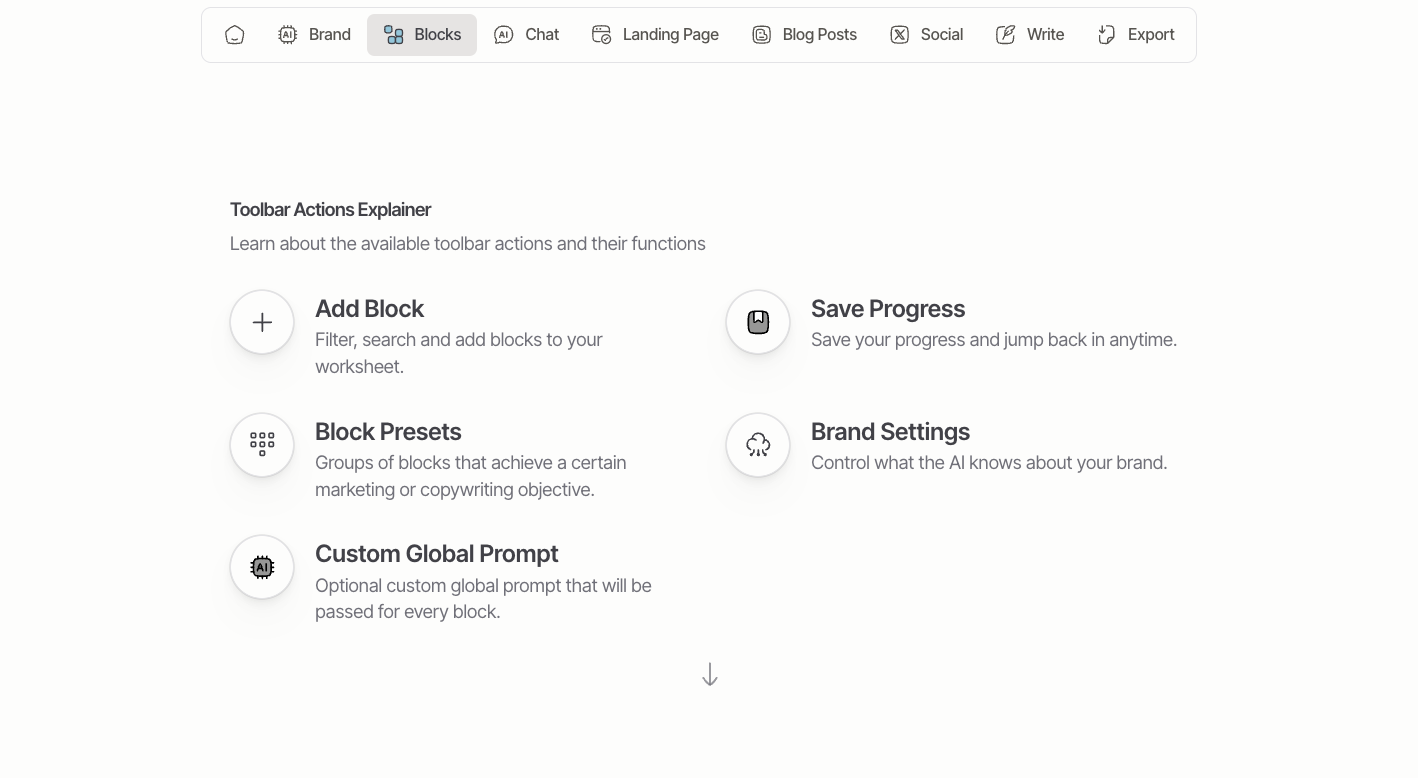 Brand
Blocks
AI Chat
Landing Page
Blog Posts
Social
Write
Export
Toolbar Actions Explainer
Learn about the available toolbar actions and their functions
Add Block
Filter, search and add blocks to your
worksheet.
Save Progress
Save your progress and jump back in anytime.
Block Presets
Groups of blocks that achieve a certain
marketing or copywriting objective.
Brand Settings
Control what the AI knows about your brand.
AI
Custom Global Prompt
Optional custom global prompt that will be
passed for every block.